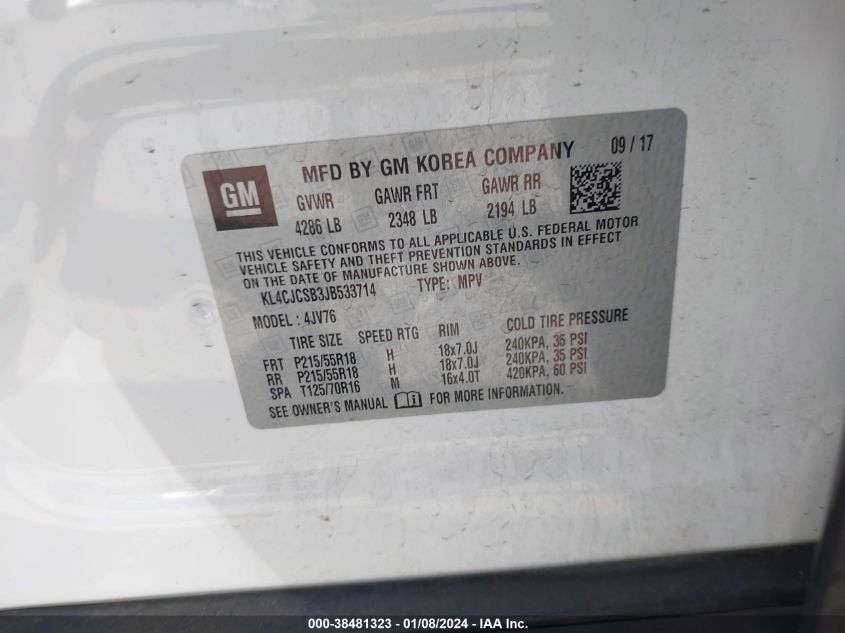 MFD BY GM KOREA COMPANY 09 / 17
GM
GVWR GAWR FRT GAWR RR
4286 LB 2348 LB 2194 LB
THIS VEHICLE CONFORMS TO ALL APPLICABLE U.S. FEDERAL MOTOR
VEHICLE SAFETY AND THEFT PREVENTION STANDARDS IN EFFECT
ON THE DATE OF MANUFACTURE SHOWN ABOVE.
KL4CJCSB3JB533714 TYPE: MPV
MODEL : 4JV76
TIRE SIZE SPEED RTG RIM COLD TIRE PRESSURE
FRT P215/55R18 H 18x7.0J 240KPA, 35 PSI
RR P215/55R18 H 18x7.0J 240KPA, 35 PSI
SPA T125/70R16 M 16x4.0T 420KPA, 60 PSI
SEE OWNER'S MANUAL FOR MORE INFORMATION.
000-38481323 - 01/08/2024 - IAA Inc.